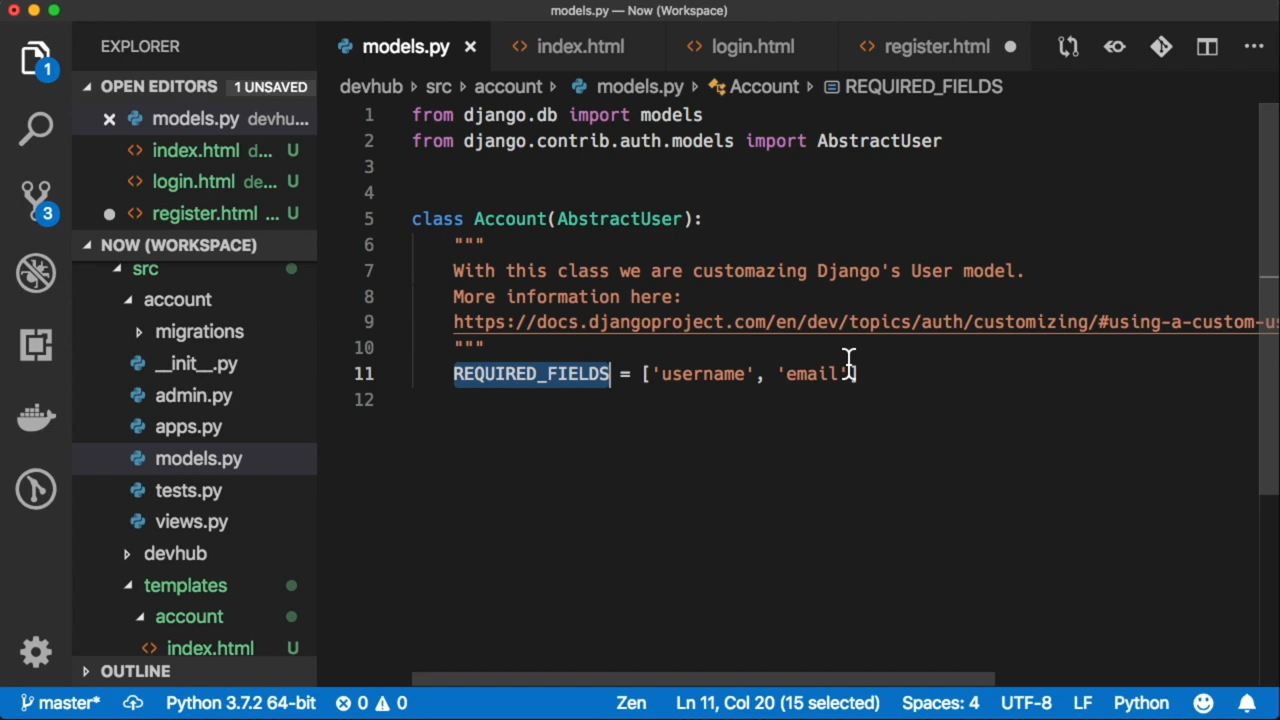 models.py — Now (Workspace)
1
EXPLORER
models.py
index.html
login.html
register.html
OPEN EDITORS 1 UNSAVED
devhub src account models.py Account REQUIRED_FIELDS
models.py devhu...
index.html d... U
login.html de... U
register.html ... U
3
NOW (WORKSPACE)
src
account
migrations
__init__.py
admin.py
apps.py
models.py
tests.py
views.py
devhub
templates
account
index.html U
OUTLINE
1 from django.db import models
2 from django.contrib.auth.models import AbstractUser
3
4
5 class Account(AbstractUser):
6 """
7 With this class we are customazing Django's User model.
8 More information here:
9 https://docs.djangoproject.com/en/dev/topics/auth/customizing/#using-a-custom-us
10 """
11 REQUIRED_FIELDS = ['username', 'email']
12
master* Python 3.7.2 64-bit 0 0 Zen Ln 11, Col 20 (15 selected) Spaces: 4 UTF-8 LF Python